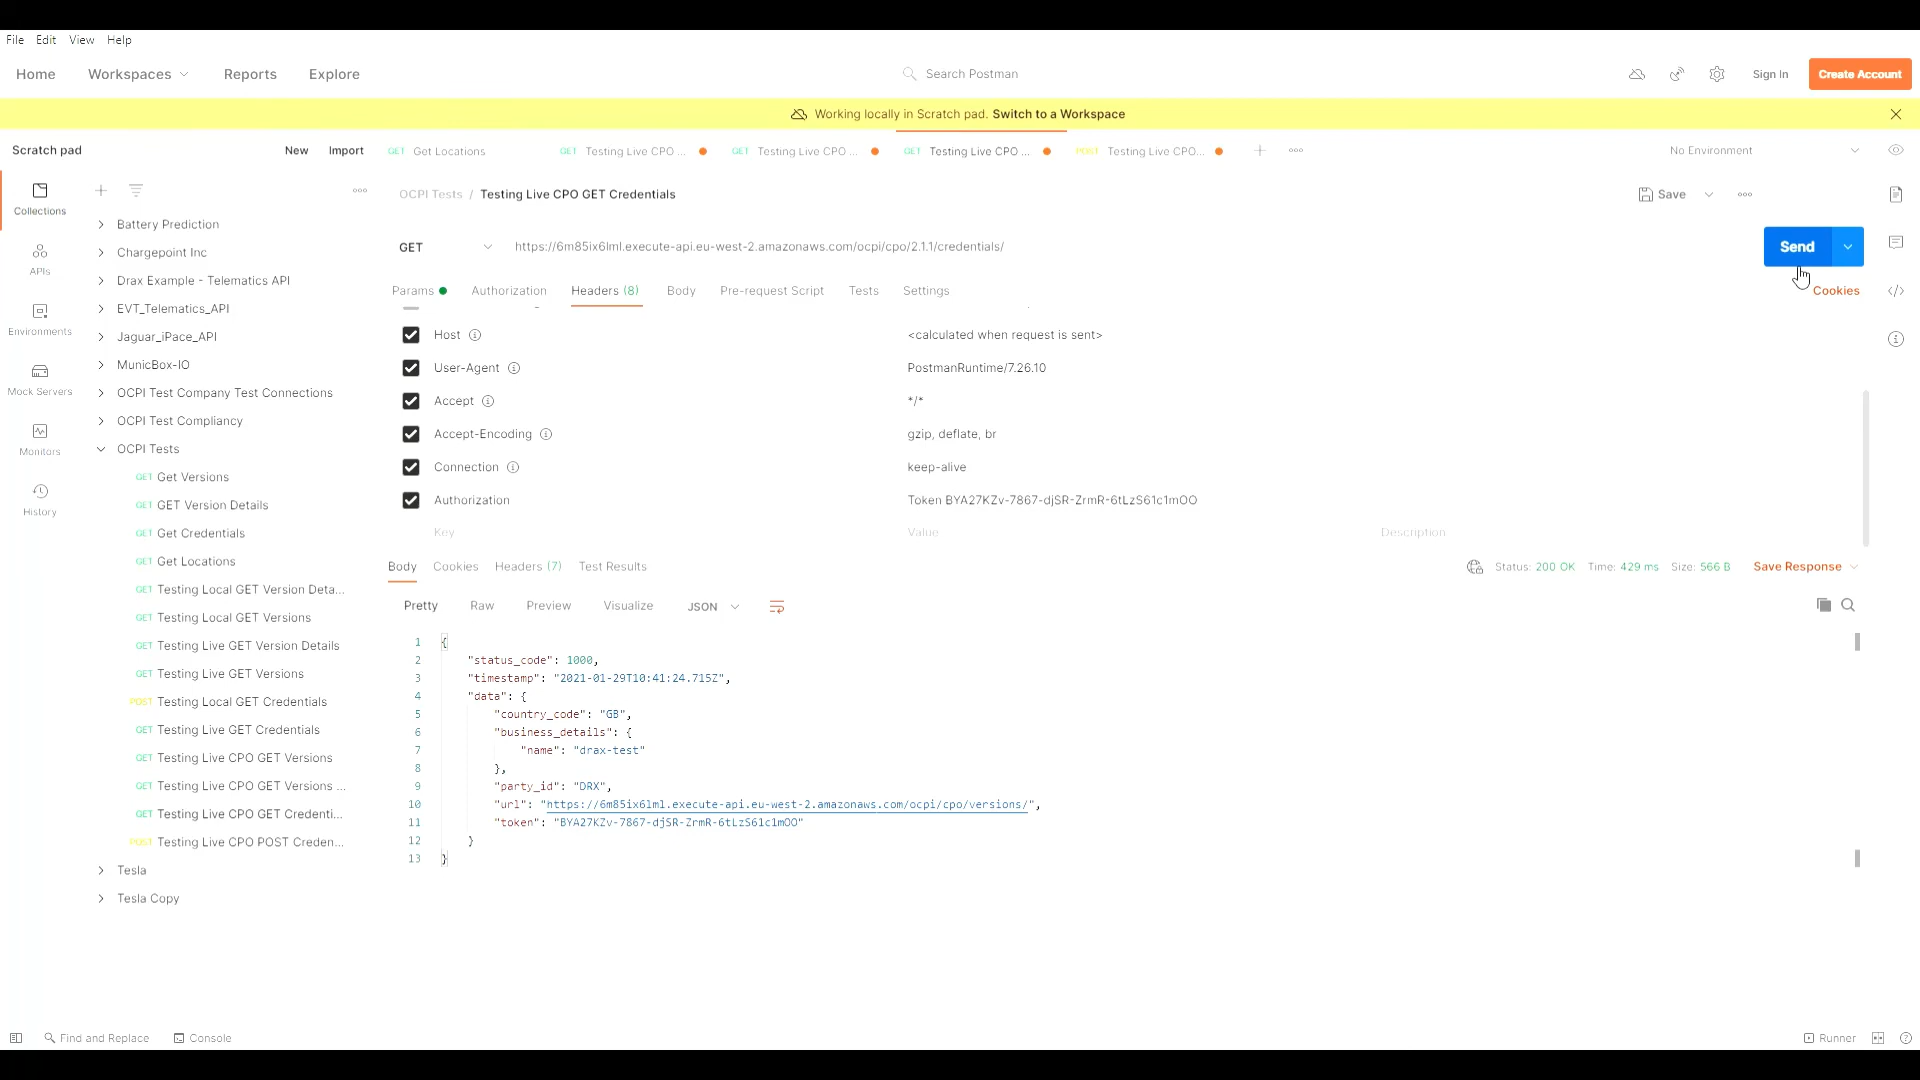 File Edit View Help
Home Workspaces Reports Explore Search Postman Sign In Create Account
Working locally in Scratch pad. Switch to a Workspace
Scratch pad New Import GET Get Locations GET Testing Live CPO ... GET Testing Live CPO ... GET Testing Live CPO ... POST Testing Live CPO... No Environment
OCPI Tests / Testing Live CPO GET Credentials Save
Collections
APIs
Environments
Mock Servers
Monitors
History
Battery Prediction
Chargepoint Inc
Drax Example - Telematics API
EVT_Telematics_API
Jaguar_iPace_API
MunicBox-IO
OCPI Test Company Test Connections
OCPI Test Compliancy
OCPI Tests
GET Get Versions
GET GET Version Details
GET Get Credentials
GET Get Locations
GET Testing Local GET Version Deta...
GET Testing Local GET Versions
GET Testing Live GET Version Details
GET Testing Live GET Versions
POST Testing Local GET Credentials
GET Testing Live GET Credentials
GET Testing Live CPO GET Versions
GET Testing Live CPO GET Versions ...
GET Testing Live CPO GET Credenti...
POST Testing Live CPO POST Creden...
Tesla
Tesla Copy
GET https://6m85ix6lml.execute-api.eu-west-2.amazonaws.com/ocpi/cpo/2.1.1/credentials/ Send
Params Authorization Headers (8) Body Pre-request Script Tests Settings Cookies
Host <calculated when request is sent>
User-Agent PostmanRuntime/7.26.10
Accept */*
Accept-Encoding gzip, deflate, br
Connection keep-alive
Authorization Token BYA27KZv-7867-djSR-ZrmR-6tLzS61c1mOO
Key Value Description
Body Cookies Headers (7) Test Results Status: 200 OK Time: 429 ms Size: 566 B Save Response
Pretty Raw Preview Visualize JSON
1 {
2 "status_code": 1000,
3 "timestamp": "2021-01-29T10:41:24.715Z",
4 "data": {
5 "country_code": "GB",
6 "business_details": {
7 "name": "drax-test"
8 },
9 "party_id": "DRX",
10 "url": "https://6m85ix6lml.execute-api.eu-west-2.amazonaws.com/ocpi/cpo/versions/",
11 "token": "BYA27KZv-7867-djSR-ZrmR-6tLzS61c1mOO"
12 }
13 }
Find and Replace Console Runner